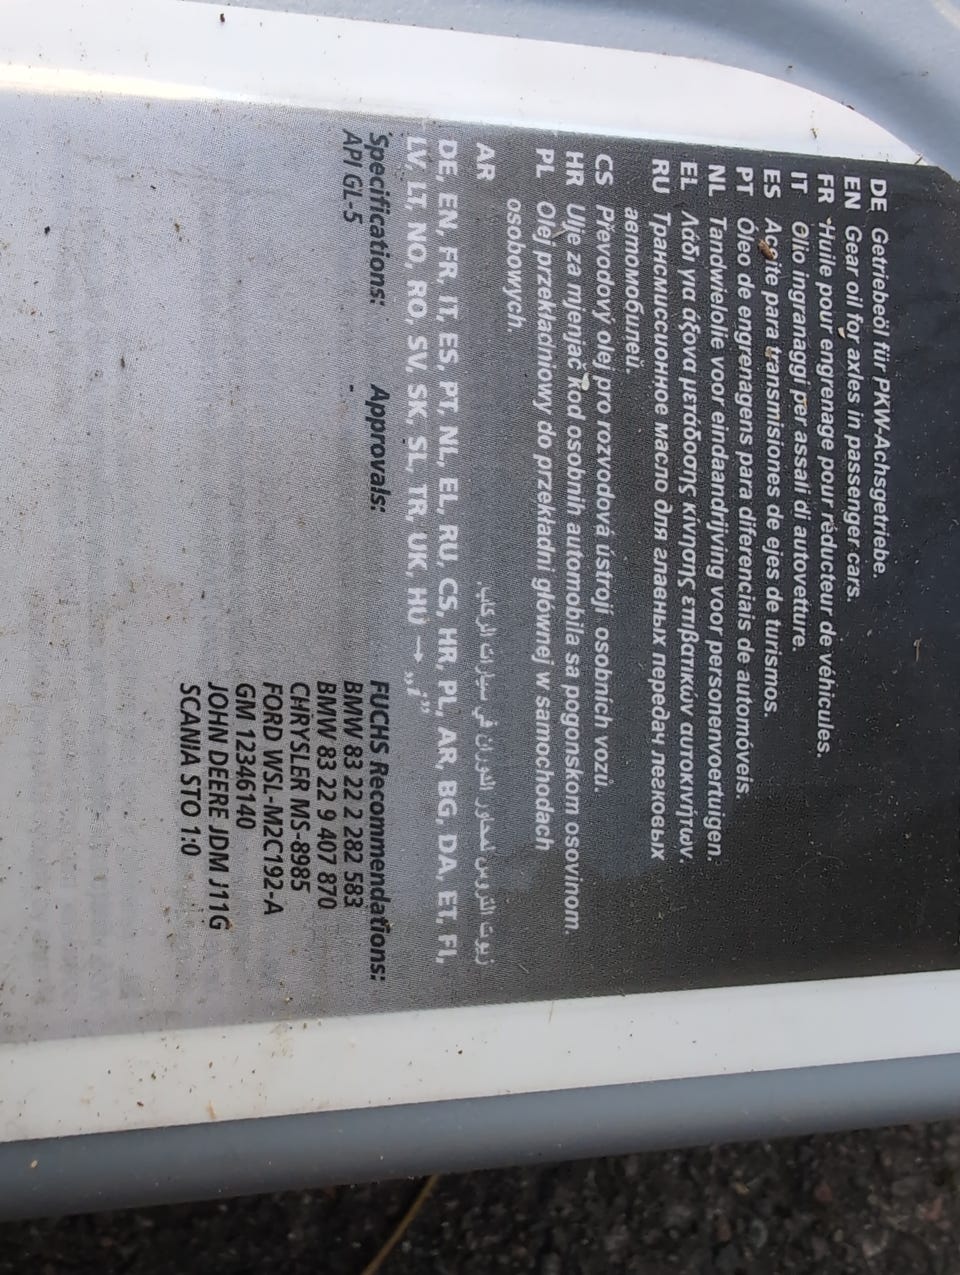 DE Getriebeöl für PKW-Achsgetriebe.
EN Gear oil for axles in passenger cars.
FR Huile pour engrenage pour réducteur de véhicules.
IT Olio ingranaggi per assali di autovetture.
ES Aceite para transmisiones de ejes de turismos.
PT Óleo de engrenagens para diferenciais de automóveis.
NL Tandwielolie voor eindaandrijving voor personenvoertuigen.
EL Λάδι για άξονα μετάδοσης κίνησης επιβατικών αυτοκινήτων.
RU Трансмиссионное масло для главных передач легковых
автомобилей.
CS Převodový olej pro rozvodová ústrojí osobních vozů.
HR Ulje za mjenjač kod osobnih automobila sa pogonskom osovinom.
PL Olej przekładniowy do przekładni głównej w samochodach
osobowych.
AR زيوت التروس لمحاور الدوران في سيارات الركاب.
DE, EN, FR, IT, ES, PT, NL, EL, RU, CS, HR, PL, AR, BG, DA, ET, FI,
LV, LT, NO, RO, SV, SK, SL, TR, UK, HU → „i”
Specifications: Approvals: FUCHS Recommendations:
API GL-5 - BMW 83 22 2 282 583
BMW 83 22 9 407 870
CHRYSLER MS-8985
FORD WSL-M2C192-A
GM 12346140
JOHN DEERE JDM J11G
SCANIA STO 1:0